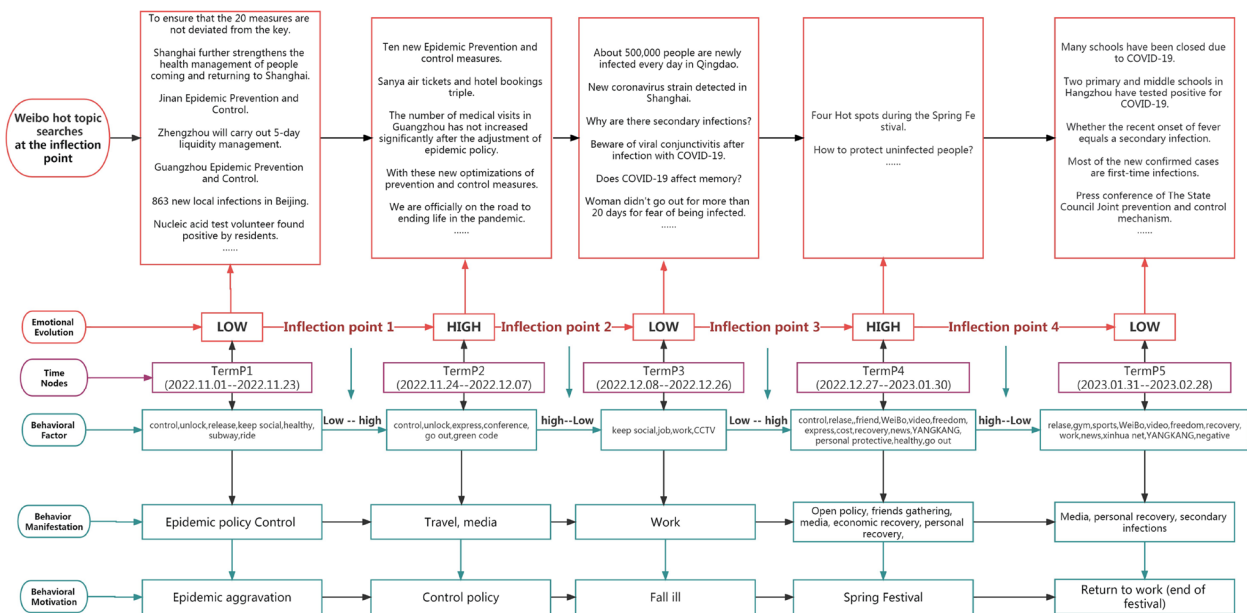 To ensure that the 20 measures are
not deviated from the key.
Shanghai further strengthens the
health management of people
coming and returning to Shanghai.
Jinan Epidemic Prevention and
Control.
Zhengzhou will carry out 5-day
liquidity management.
Guangzhou Epidemic Prevention
and Control.
863 new local infections in Beijing.
Nucleic acid test volunteer found
positive by residents.
......
Ten new Epidemic Prevention and
control measures.
Sanya air tickets and hotel bookings
triple.
The number of medical visits in
Guangzhou has not increased
significantly after the adjustment of
epidemic policy.
With these new optimizations of
prevention and control measures.
We are officially on the road to
ending life in the pandemic.
......
About 500,000 people are newly
infected every day in Qingdao.
New coronavirus strain detected in
Shanghai.
Why are there secondary infections?
Beware of viral conjunctivitis after
infection with COVID-19.
Does COVID-19 affect memory?
Woman didn't go out for more than
20 days for fear of being infected.
......
Four Hot spots during the Spring Fe
stival.
How to protect uninfected people?
......
Many schools have been closed due
to COVID-19.
Two primary and middle schools in
Hangzhou have tested positive for
COVID-19.
Whether the recent onset of fever
equals a secondary infection.
Most of the new confirmed cases
are first-time infections.
Press conference of The State
Council Joint prevention and control
mechanism.
......
Weibo hot topic
searches
at the inflection
point
Emotional
Evolution
LOW
Inflection point 1
HIGH
Inflection point 2
LOW
Inflection point 3
HIGH
Inflection point 4
LOW
Time
Nodes
TermP1
(2022.11.01--2022.11.23)
TermP2
(2022.11.24--2022.12.07)
TermP3
(2022.12.08--2022.12.26)
TermP4
(2022.12.27--2023.01.30)
TermP5
(2023.01.31--2023.02.28)
Behavioral
Factor
control,unlock,release,keep social,healthy,
subway,ride
Low -- high
control,unlock,express,conference,
go out,green code
high--Low
keep social,job,work,CCTV
Low -- high
control,relase,,friend,WeiBo,video,freedom,
express,cost,recovery,news,YANGKANG,
personal protective,healthy,go out
high--Low
relase,gym,sports,WeiBo,video,freedom,recovery,
work,news,xinhua net,YANGKANG,negative
Behavior
Manifestation
Epidemic policy Control
Travel, media
Work
Open policy, friends gathering,
media, economic recovery, personal
recovery,
Media, personal recovery, secondary
infections
Behavioral
Motivation
Epidemic aggravation
Control policy
Fall ill
Spring Festival
Return to work (end of
festival)